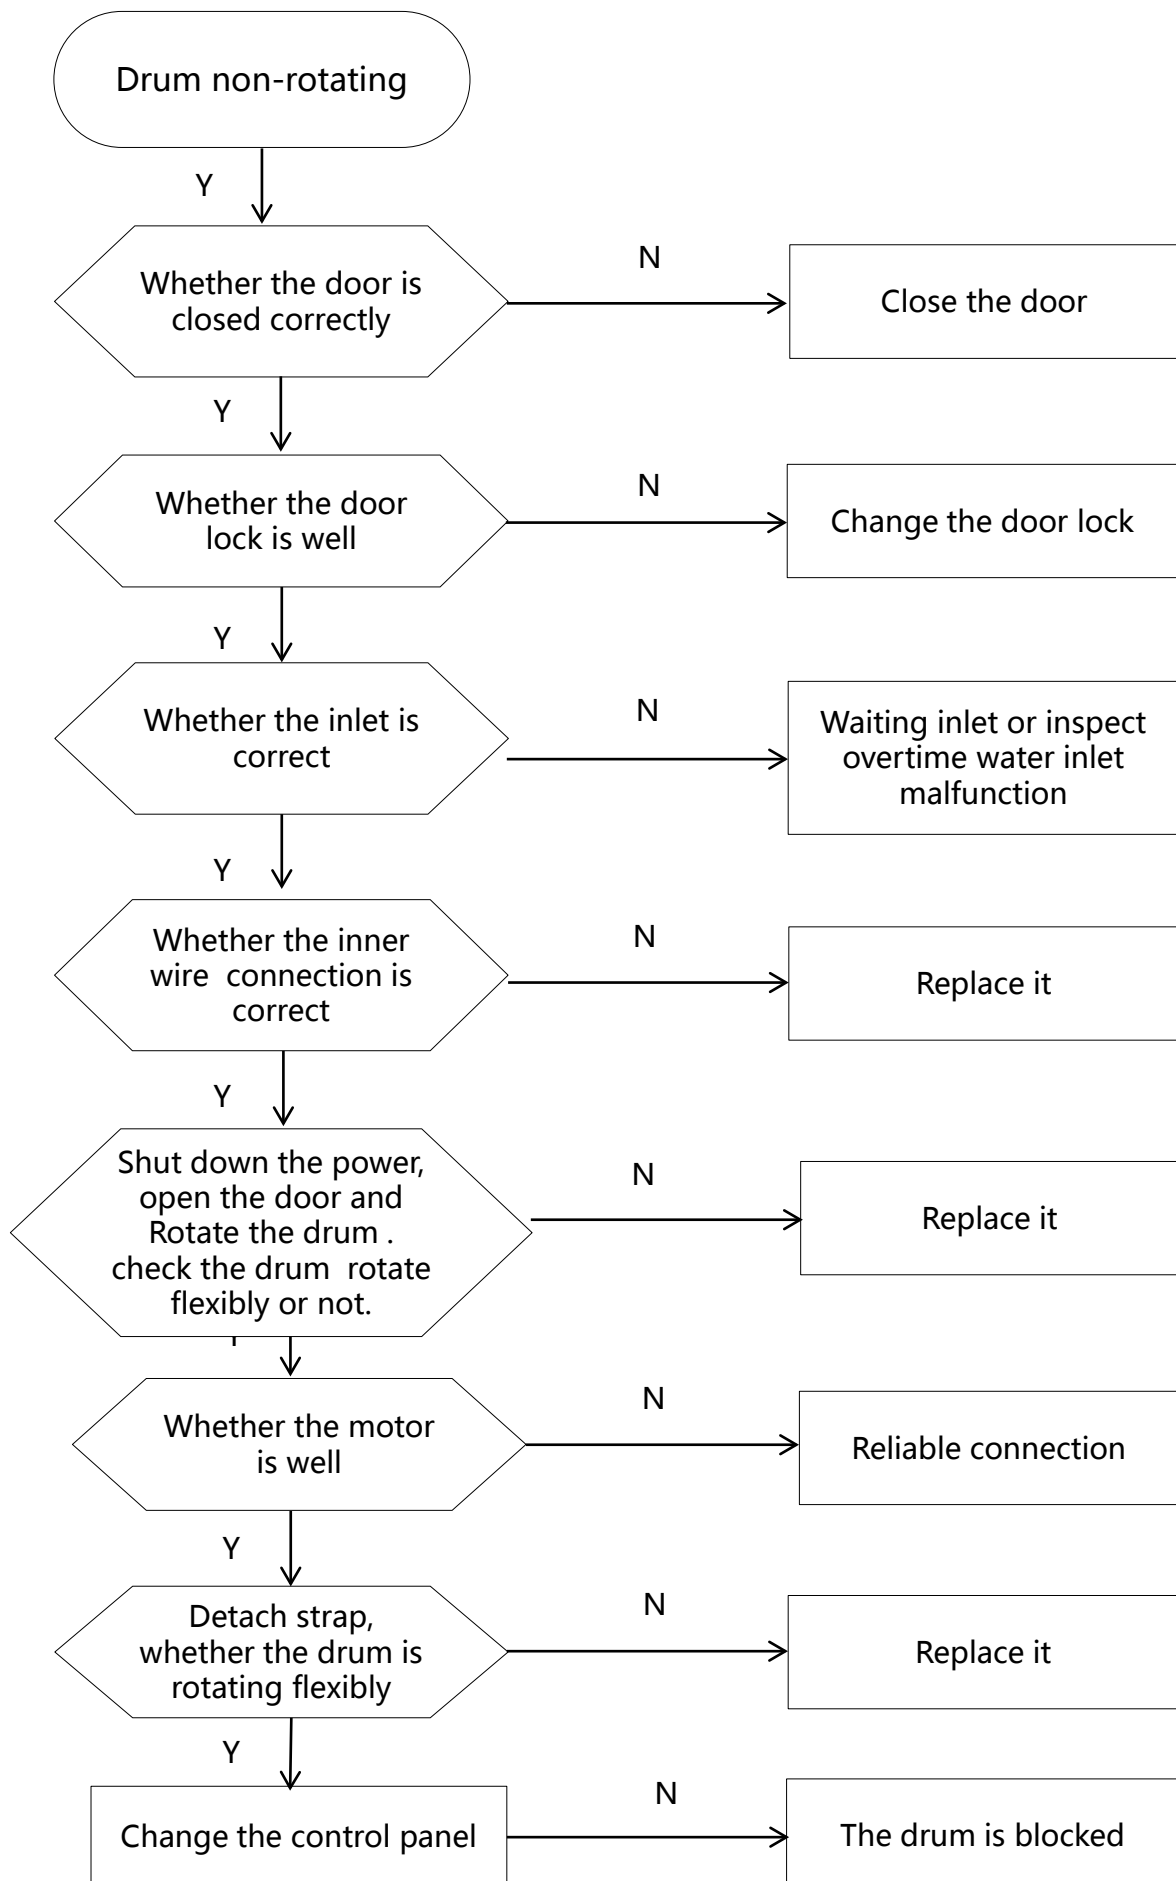 Drum non-rotating
Y
Whether the door is
closed correctly
N
Close the door
Y
Whether the door
lock is well
N
Change the door lock
Y
Whether the inlet is
correct
N
Waiting inlet or inspect
overtime water inlet
malfunction
Y
Whether the inner
wire  connection is
correct
N
Replace it
Y
Shut down the power,
open the door and
Rotate the drum .
check the drum  rotate
flexibly or not.
N
Replace it
Whether the motor
is well
N
Reliable connection
Y
Detach strap,
whether the drum is
rotating flexibly
N
Replace it
Y
Change the control panel
N
The drum is blocked